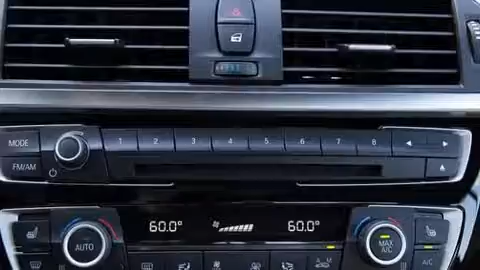 MODE
1 2 3 4 5 6 7 8
FM/AM
60.0° 60.0°
AUTO
MAX A/C
A/C